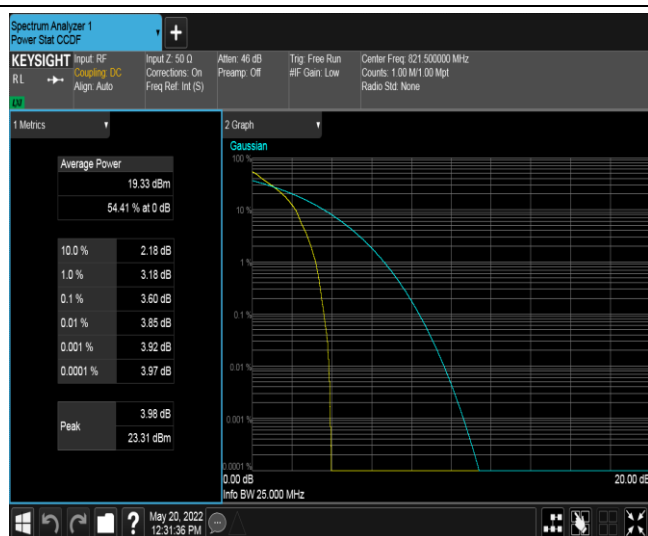 Spectrum Analyzer 1
Power Stat CCDF
+
KEYSIGHT
R L
LM
Input: RF
Coupling: DC
Align: Auto
Input Z: 50 Ω
Corrections: On
Freq Ref: Int (S)
Atten: 46 dB
Preamp: Off
Trig: Free Run
#IF Gain: Low
Center Freq: 821.500000 MHz
Counts: 1.00 M/1.00 Mpt
Radio Std: None
1 Metrics
Average Power
19.33 dBm
54.41 % at 0 dB
10.0 % 2.18 dB
1.0 % 3.18 dB
0.1 % 3.60 dB
0.01 % 3.85 dB
0.001 % 3.92 dB
0.0001 % 3.97 dB
Peak
3.98 dB
23.31 dBm
2 Graph
Gaussian
100 %
10 %
1 %
0.1 %
0.01 %
0.001 %
0.0001 %
0.00 dB
20.00 dB
Info BW 25.000 MHz
?
May 20, 2022
12:31:36 PM